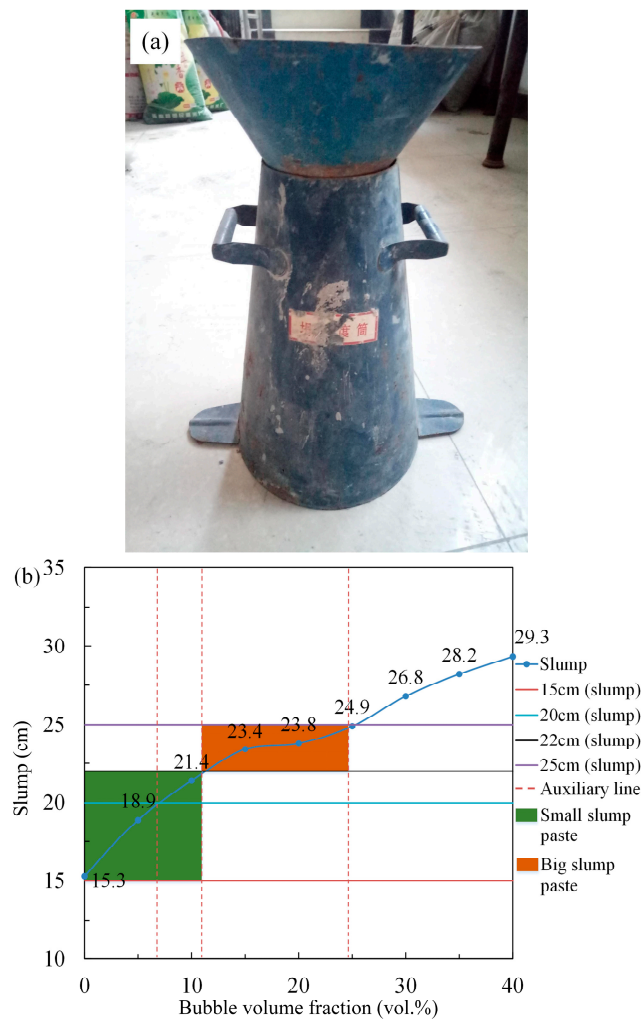 (a)
度筒
(b)
35
30
25
20
15
10
Slump (cm)
15.3
18.9
21.4
23.4
23.8
24.9
26.8
28.2
29.3
0
10
20
30
40
Bubble volume fraction (vol.%)
Slump
15cm (slump)
20cm (slump)
22cm (slump)
25cm (slump)
Auxiliary line
Small slump
paste
Big slump
paste